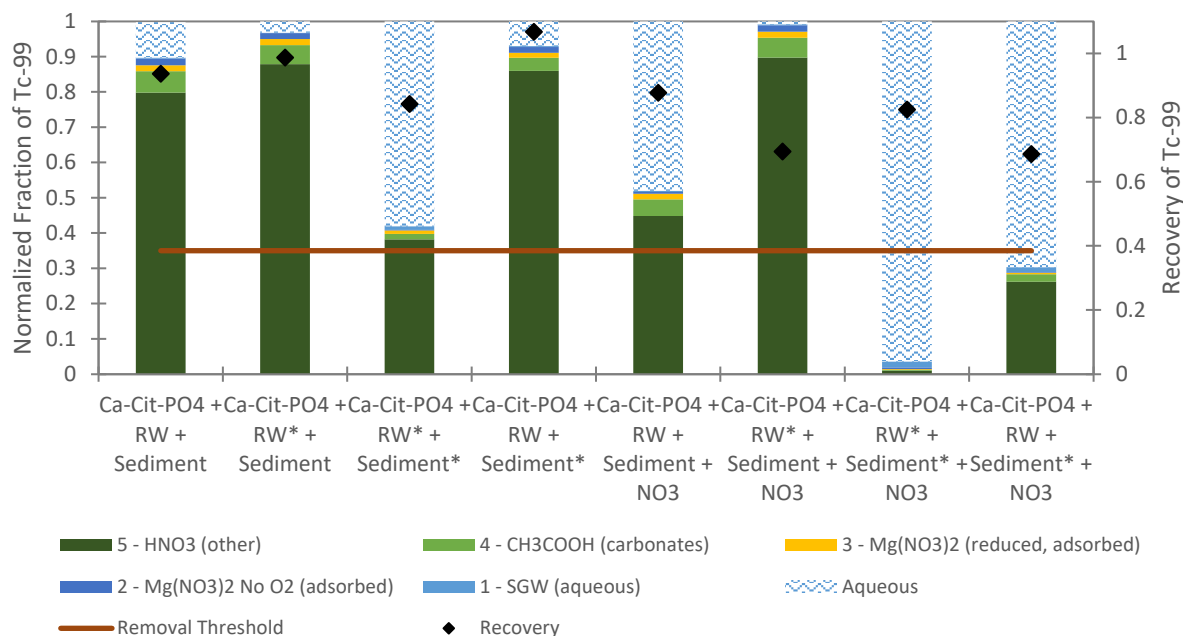 Normalized Fraction of Tc-99
1
0.9
0.8
0.7
0.6
0.5
0.4
0.3
0.2
0.1
0
1
0.8
0.6
0.4
0.2
0
Recovery of Tc-99
Ca-Cit-PO4 +
RW +
Sediment
Ca-Cit-PO4 +
RW* +
Sediment
Ca-Cit-PO4 +
RW* +
Sediment*
Ca-Cit-PO4 +
RW +
Sediment*
Ca-Cit-PO4 +
RW +
Sediment +
NO3
Ca-Cit-PO4 +
RW* +
Sediment +
NO3
Ca-Cit-PO4 +
RW* +
Sediment* +
NO3
Ca-Cit-PO4 +
RW +
Sediment* +
NO3
5 - HNO3 (other)
4 - CH3COOH (carbonates)
3 - Mg(NO3)2 (reduced, adsorbed)
2 - Mg(NO3)2 No O2 (adsorbed)
1 - SGW (aqueous)
Aqueous
Removal Threshold
Recovery